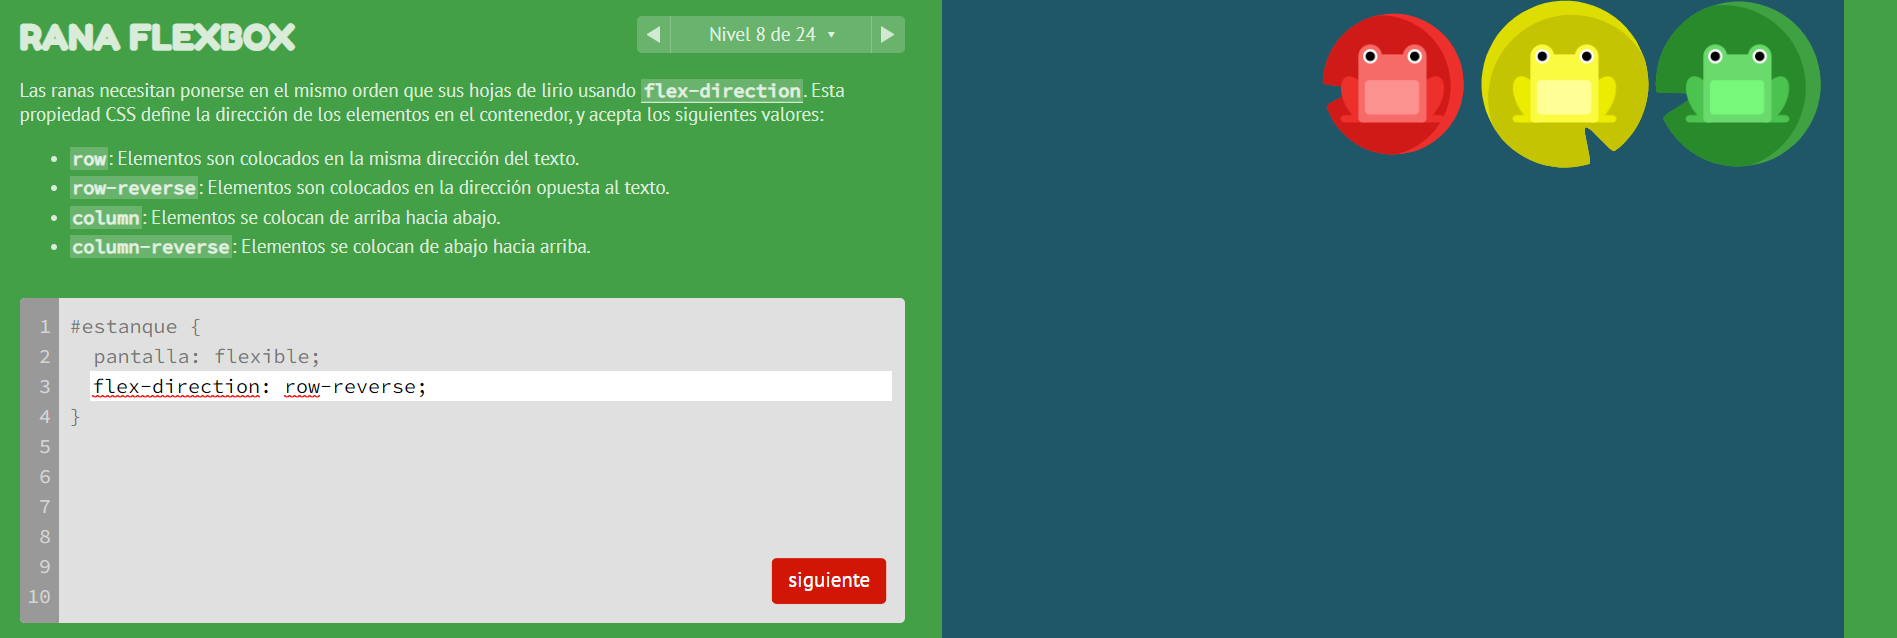 RANA FLEXBOX
Nivel 8 de 24
Las ranas necesitan ponerse en el mismo orden que sus hojas de lirio usando flex-direction. Esta
propiedad CSS define la dirección de los elementos en el contenedor, y acepta los siguientes valores:
row: Elementos son colocados en la misma dirección del texto.
row-reverse: Elementos son colocados en la dirección opuesta al texto.
column: Elementos se colocan de arriba hacia abajo.
column-reverse: Elementos se colocan de abajo hacia arriba.
1 #estanque {
2 pantalla: flexible;
3 flex-direction: row-reverse;
4 }
5
6
7
8
9
10
siguiente